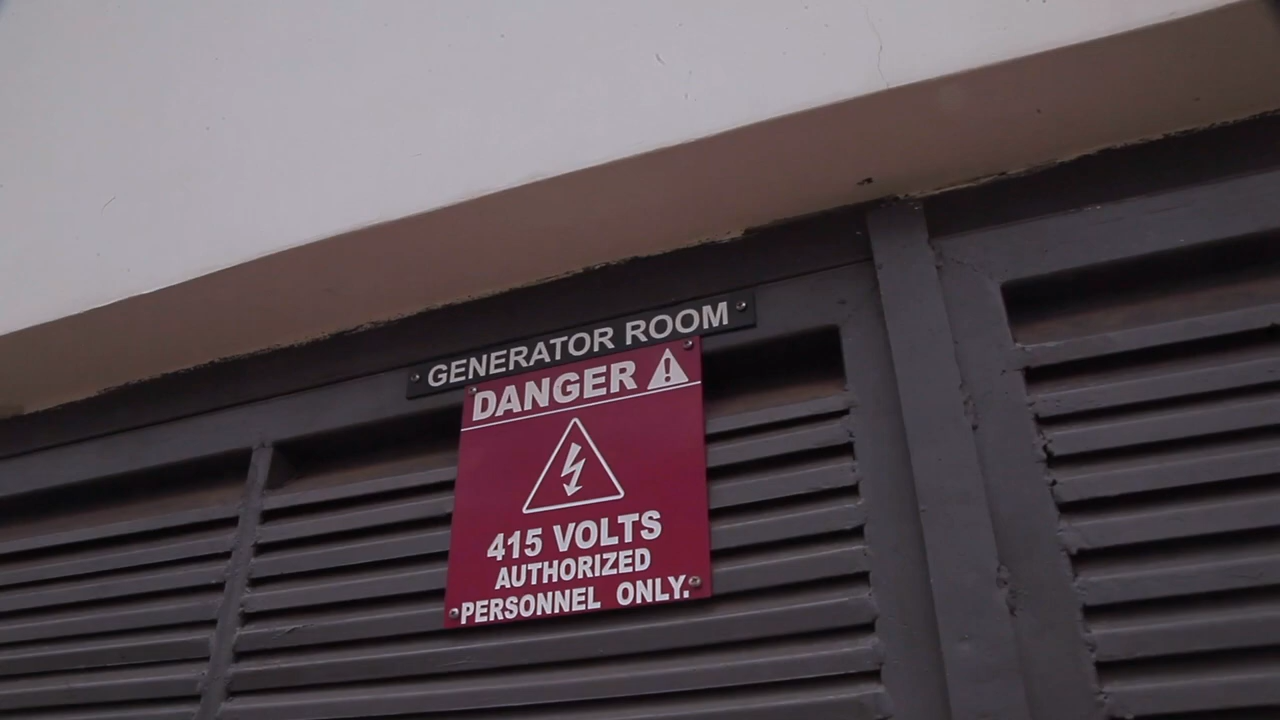 GENERATOR ROOM
DANGER
415 VOLTS
AUTHORIZED
PERSONNEL ONLY.